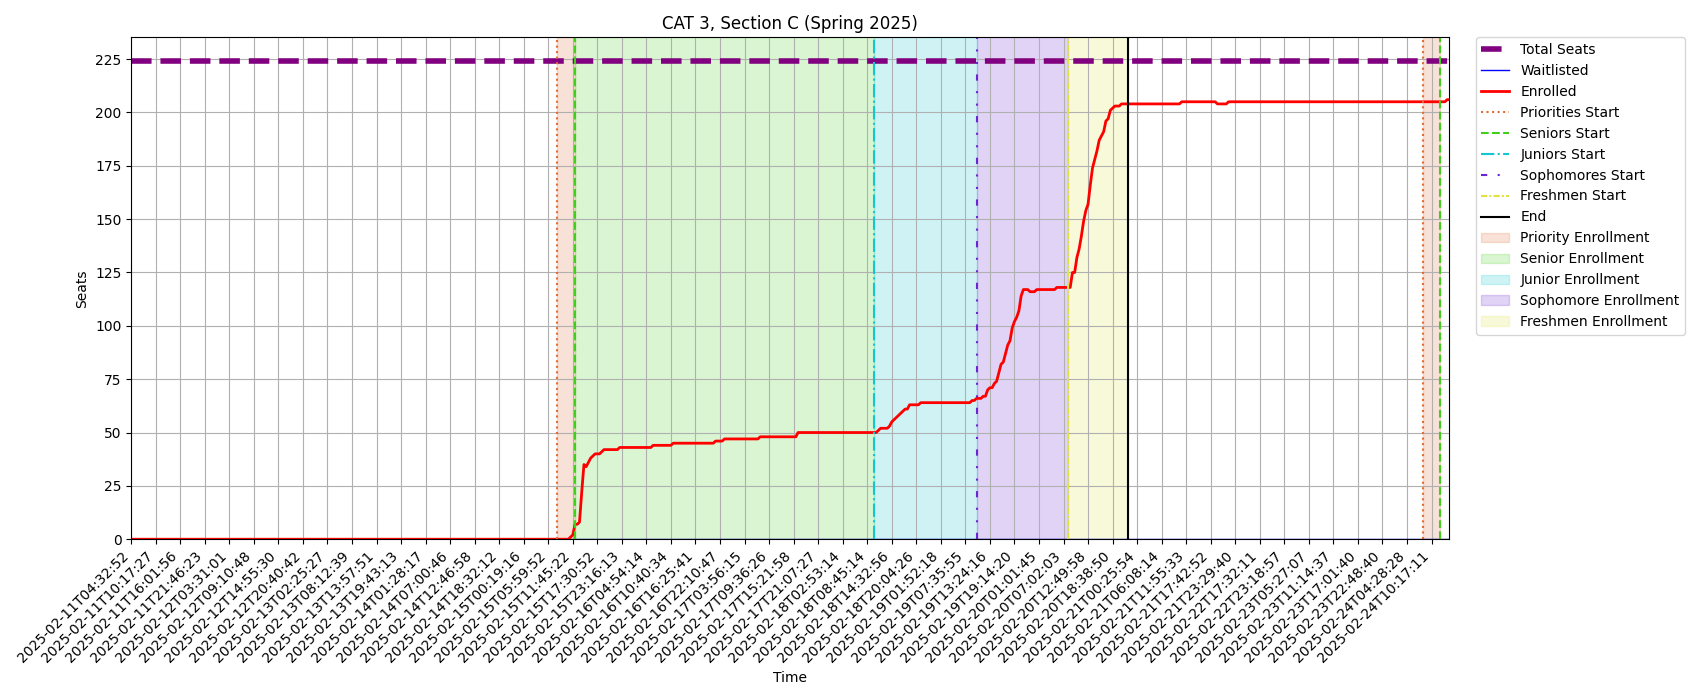 CAT 3, Section C (Spring 2025)
225
200
175
150
125
100
75
50
25
0
Seats
2025-02-11T04:32:52
2025-02-11T10:17:27
2025-02-11T16:01:56
2025-02-11T21:46:23
2025-02-12T03:31:01
2025-02-12T09:10:48
2025-02-12T14:55:30
2025-02-12T20:40:42
2025-02-13T02:25:27
2025-02-13T08:12:39
2025-02-13T13:57:51
2025-02-13T19:43:13
2025-02-14T01:28:17
2025-02-14T07:00:46
2025-02-14T12:46:58
2025-02-14T18:32:12
2025-02-15T00:19:16
2025-02-15T05:59:52
2025-02-15T11:45:22
2025-02-15T17:30:52
2025-02-15T23:16:13
2025-02-16T04:54:14
2025-02-16T10:40:34
2025-02-16T16:25:41
2025-02-16T22:10:47
2025-02-17T03:56:15
2025-02-17T09:36:26
2025-02-17T15:21:58
2025-02-17T21:07:27
2025-02-18T02:53:14
2025-02-18T08:45:14
2025-02-18T14:32:56
2025-02-18T20:04:26
2025-02-19T01:52:18
2025-02-19T07:35:55
2025-02-19T13:24:16
2025-02-19T19:14:20
2025-02-20T01:01:45
2025-02-20T07:02:03
2025-02-20T12:49:58
2025-02-20T18:38:50
2025-02-21T00:25:54
2025-02-21T06:08:14
2025-02-21T11:55:33
2025-02-21T17:42:52
2025-02-21T23:29:40
2025-02-22T17:32:11
2025-02-22T23:18:57
2025-02-23T05:27:07
2025-02-23T11:14:37
2025-02-23T17:01:40
2025-02-23T22:48:40
2025-02-24T04:28:28
2025-02-24T10:17:11
Time
Total Seats
Waitlisted
Enrolled
Priorities Start
Seniors Start
Juniors Start
Sophomores Start
Freshmen Start
End
Priority Enrollment
Senior Enrollment
Junior Enrollment
Sophomore Enrollment
Freshmen Enrollment